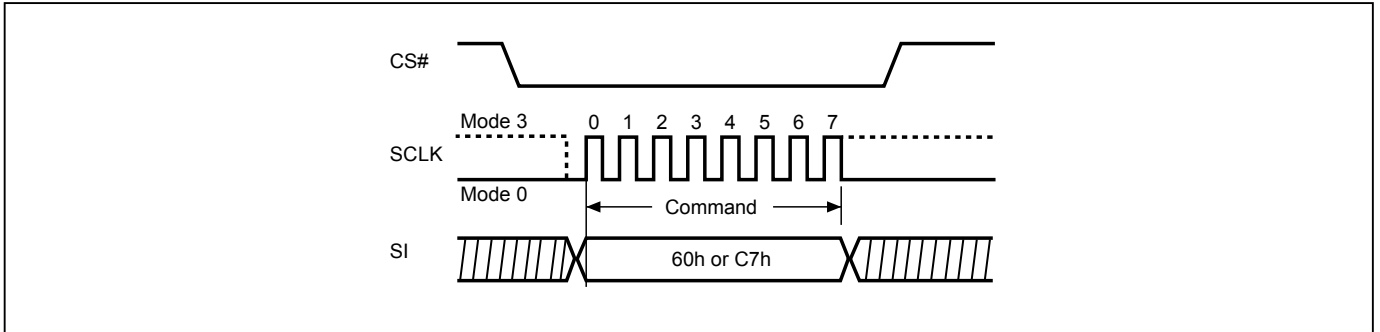 CS#
Mode 3
0 1 2 3 4 5 6 7
SCLK
Mode 0
Command
SI
60h or C7h